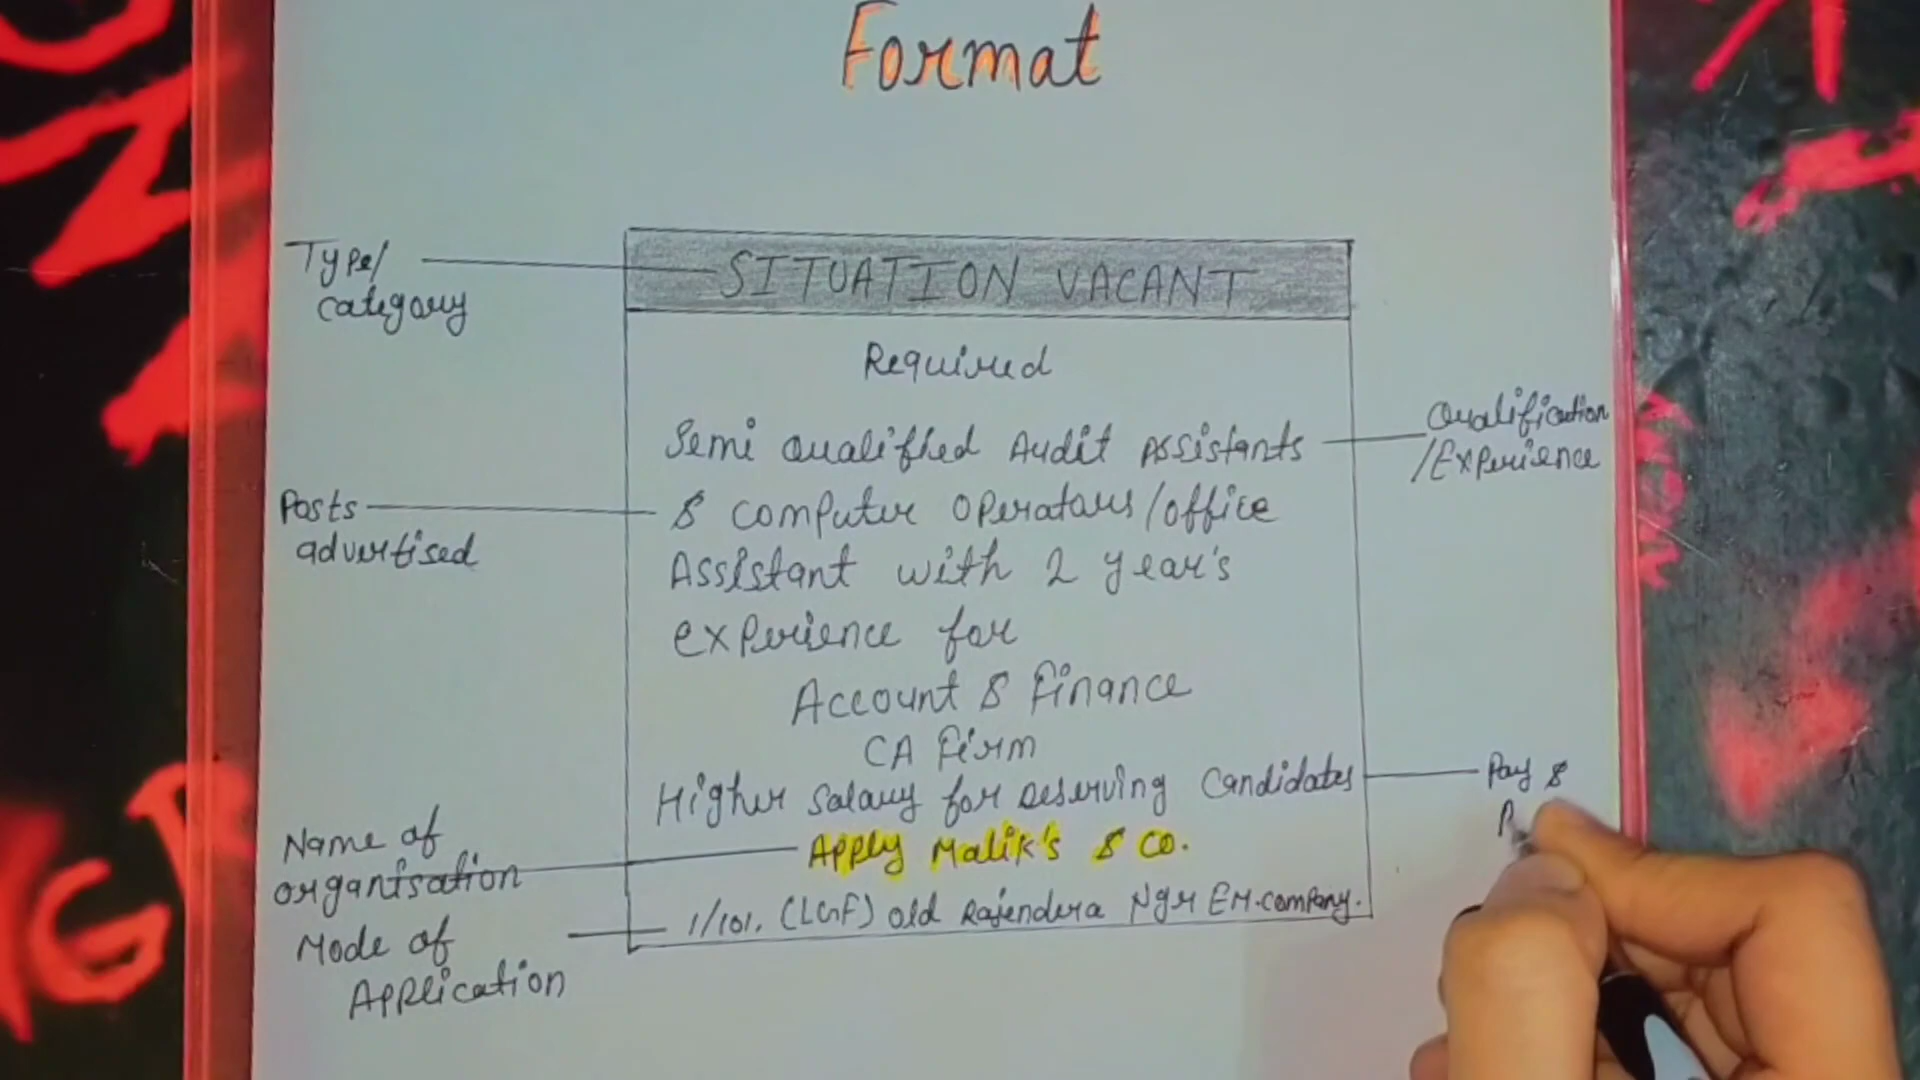 Format
Type/
category
SITUATION VACANT
Required
Semi Qualified Audit Assistants
Qualification
/Experience
Posts
advertised
& Computer Operators/office
Assistant with 2 year's
experience for
Account & Finance
CA firm
Higher Salary for Deserving Candidates
Pay &
Name of
organisation
Apply Malik's & CO.
Mode of
Application
1/101. (LGF) old Rajendera Ngr EM.company.